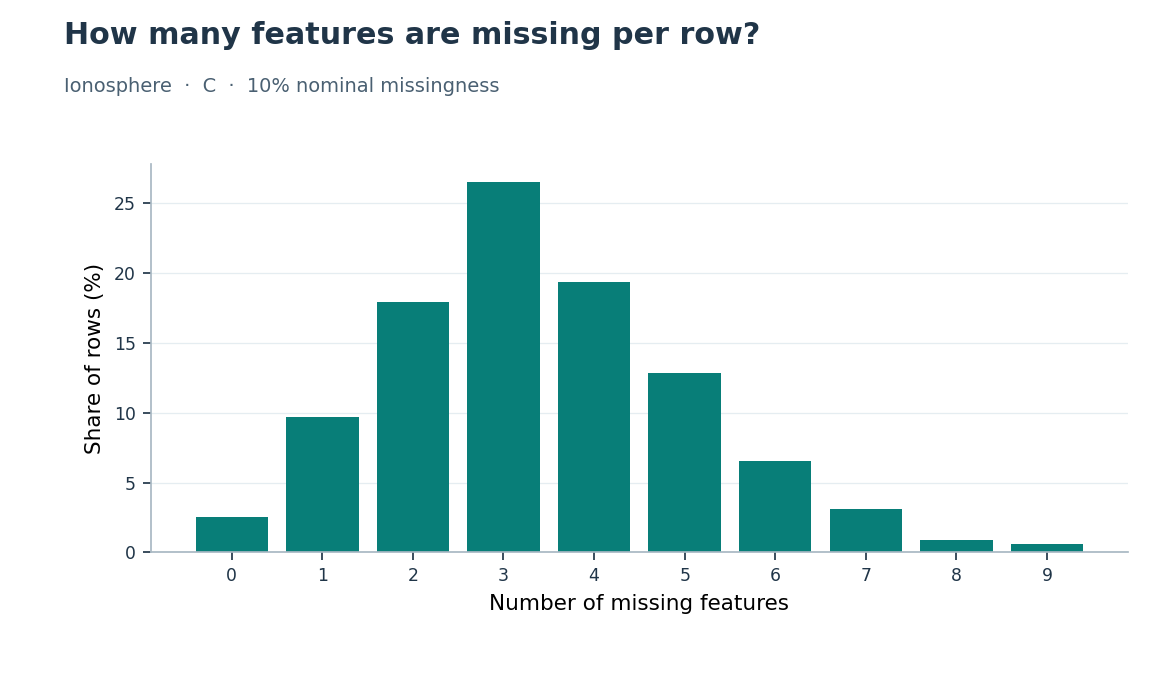 How many features are missing per row?
Ionosphere · C · 10% nominal missingness
Share of rows (%)
25
20
15
10
5
0
0 1 2 3 4 5 6 7 8 9
Number of missing features